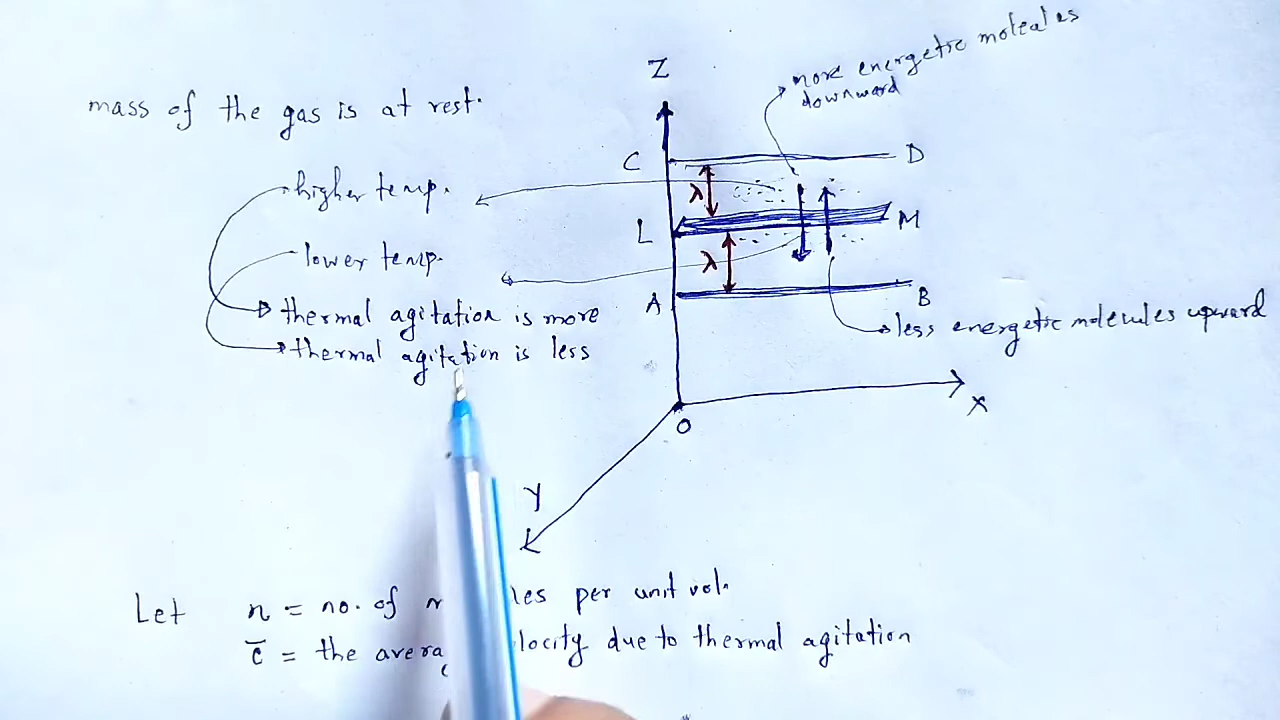 mass of the gas is at rest.
more energetic molecules
downward
Z
C
D
higher temp.
λ
L
M
lower temp.
λ
A
B
thermal agitation is more
less energetic molecules upward
thermal agitation is less
X
O
Y
Let n = no. of les per unit vol.
c̄ = the locity due to thermal agitation